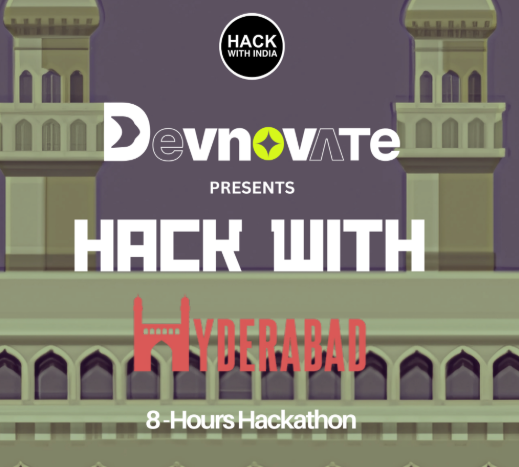 HACK
WITH INDIA
Devnovate
PRESENTS
HACK WITH
HYDERABAD
8-Hours Hackathon